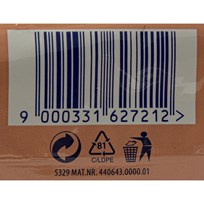 9 000331 627212 >
81
C/LDPE
5329 MAT.NR. 440643.0000.01